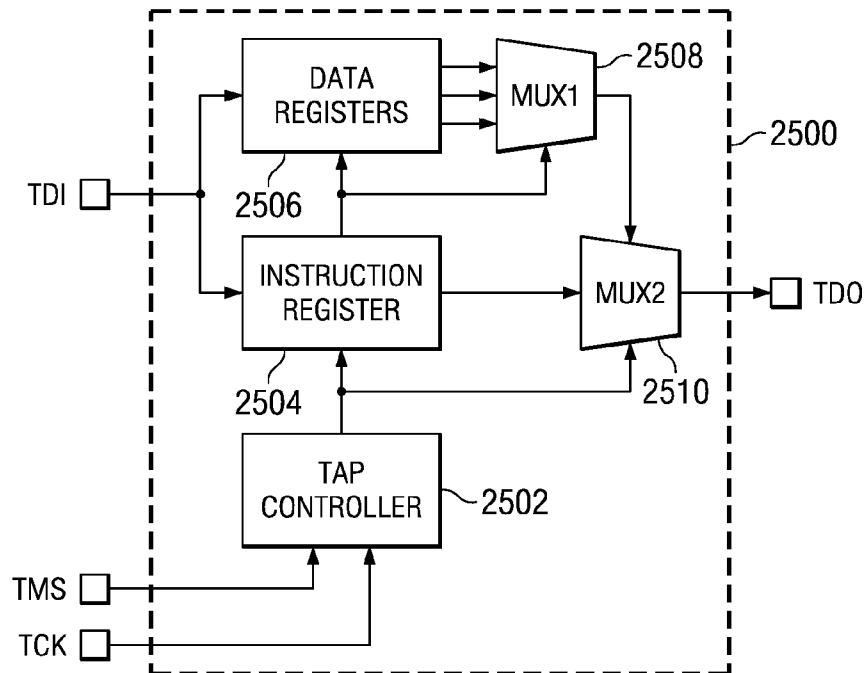 DATA
REGISTERS
MUX1
2508
2500
TDI
2506
INSTRUCTION
REGISTER
MUX2
TDO
2504
2510
TAP
CONTROLLER
2502
TMS
TCK